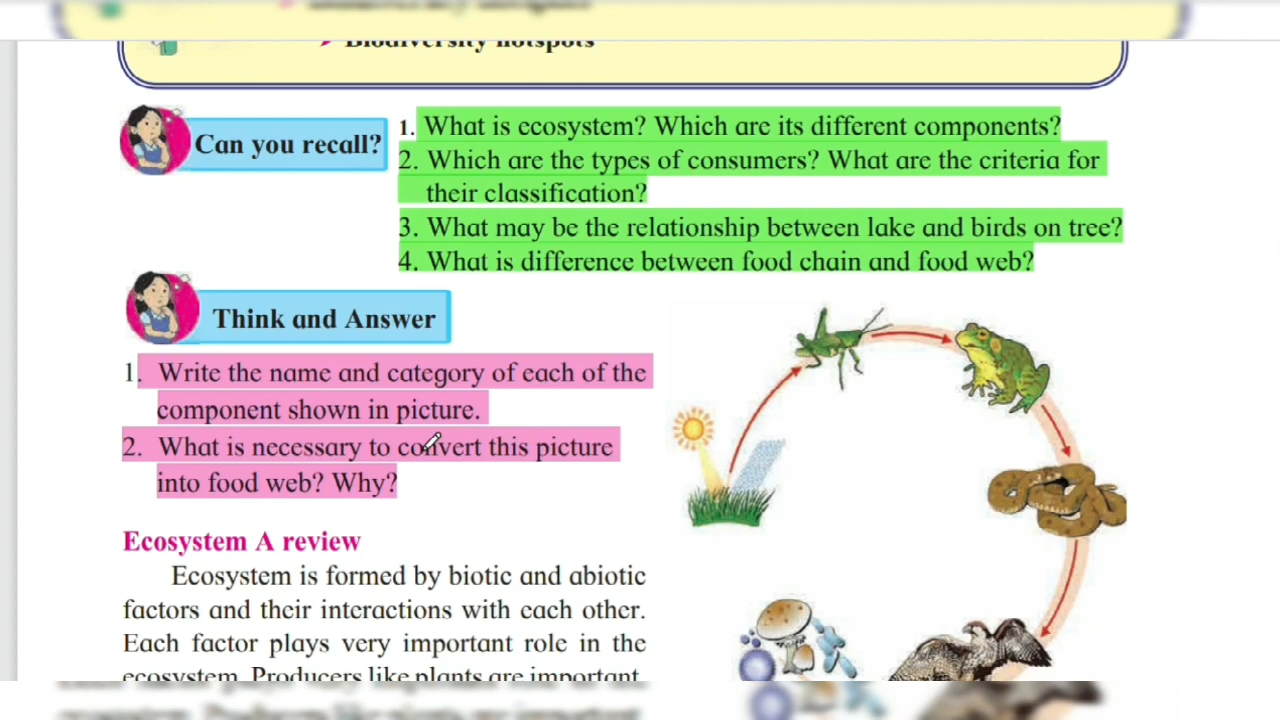 Biodiversity hotspots
Can you recall?
1. What is ecosystem? Which are its different components?
2. Which are the types of consumers? What are the criteria for
their classification?
3. What may be the relationship between lake and birds on tree?
4. What is difference between food chain and food web?
Think and Answer
1. Write the name and category of each of the
component shown in picture.
2. What is necessary to convert this picture
into food web? Why?
Ecosystem A review
Ecosystem is formed by biotic and abiotic
factors and their interactions with each other.
Each factor plays very important role in the
ecosystem. Producers like plants are important